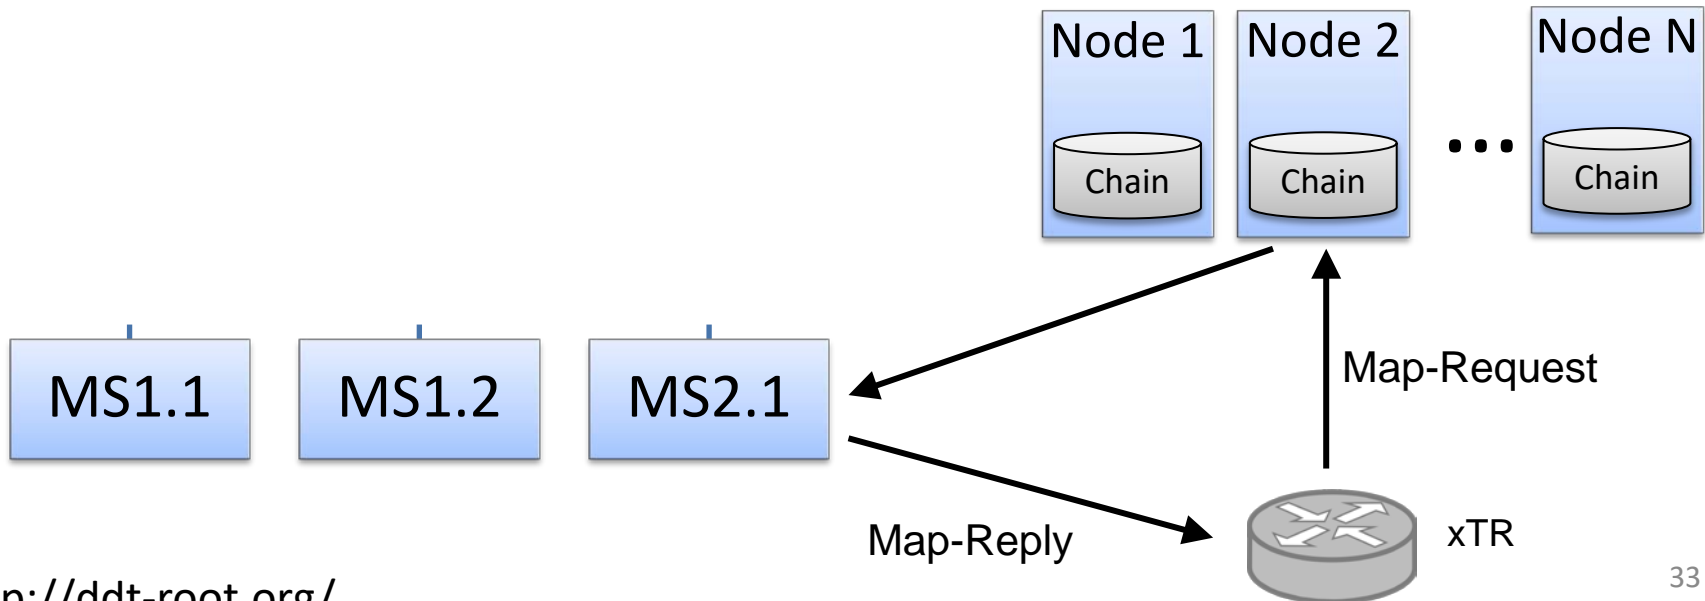 Node 1
Node 2
Node N
Chain
Chain
...
Chain
MS1.1
MS1.2
MS2.1
Map-Request
Map-Reply
xTR
33